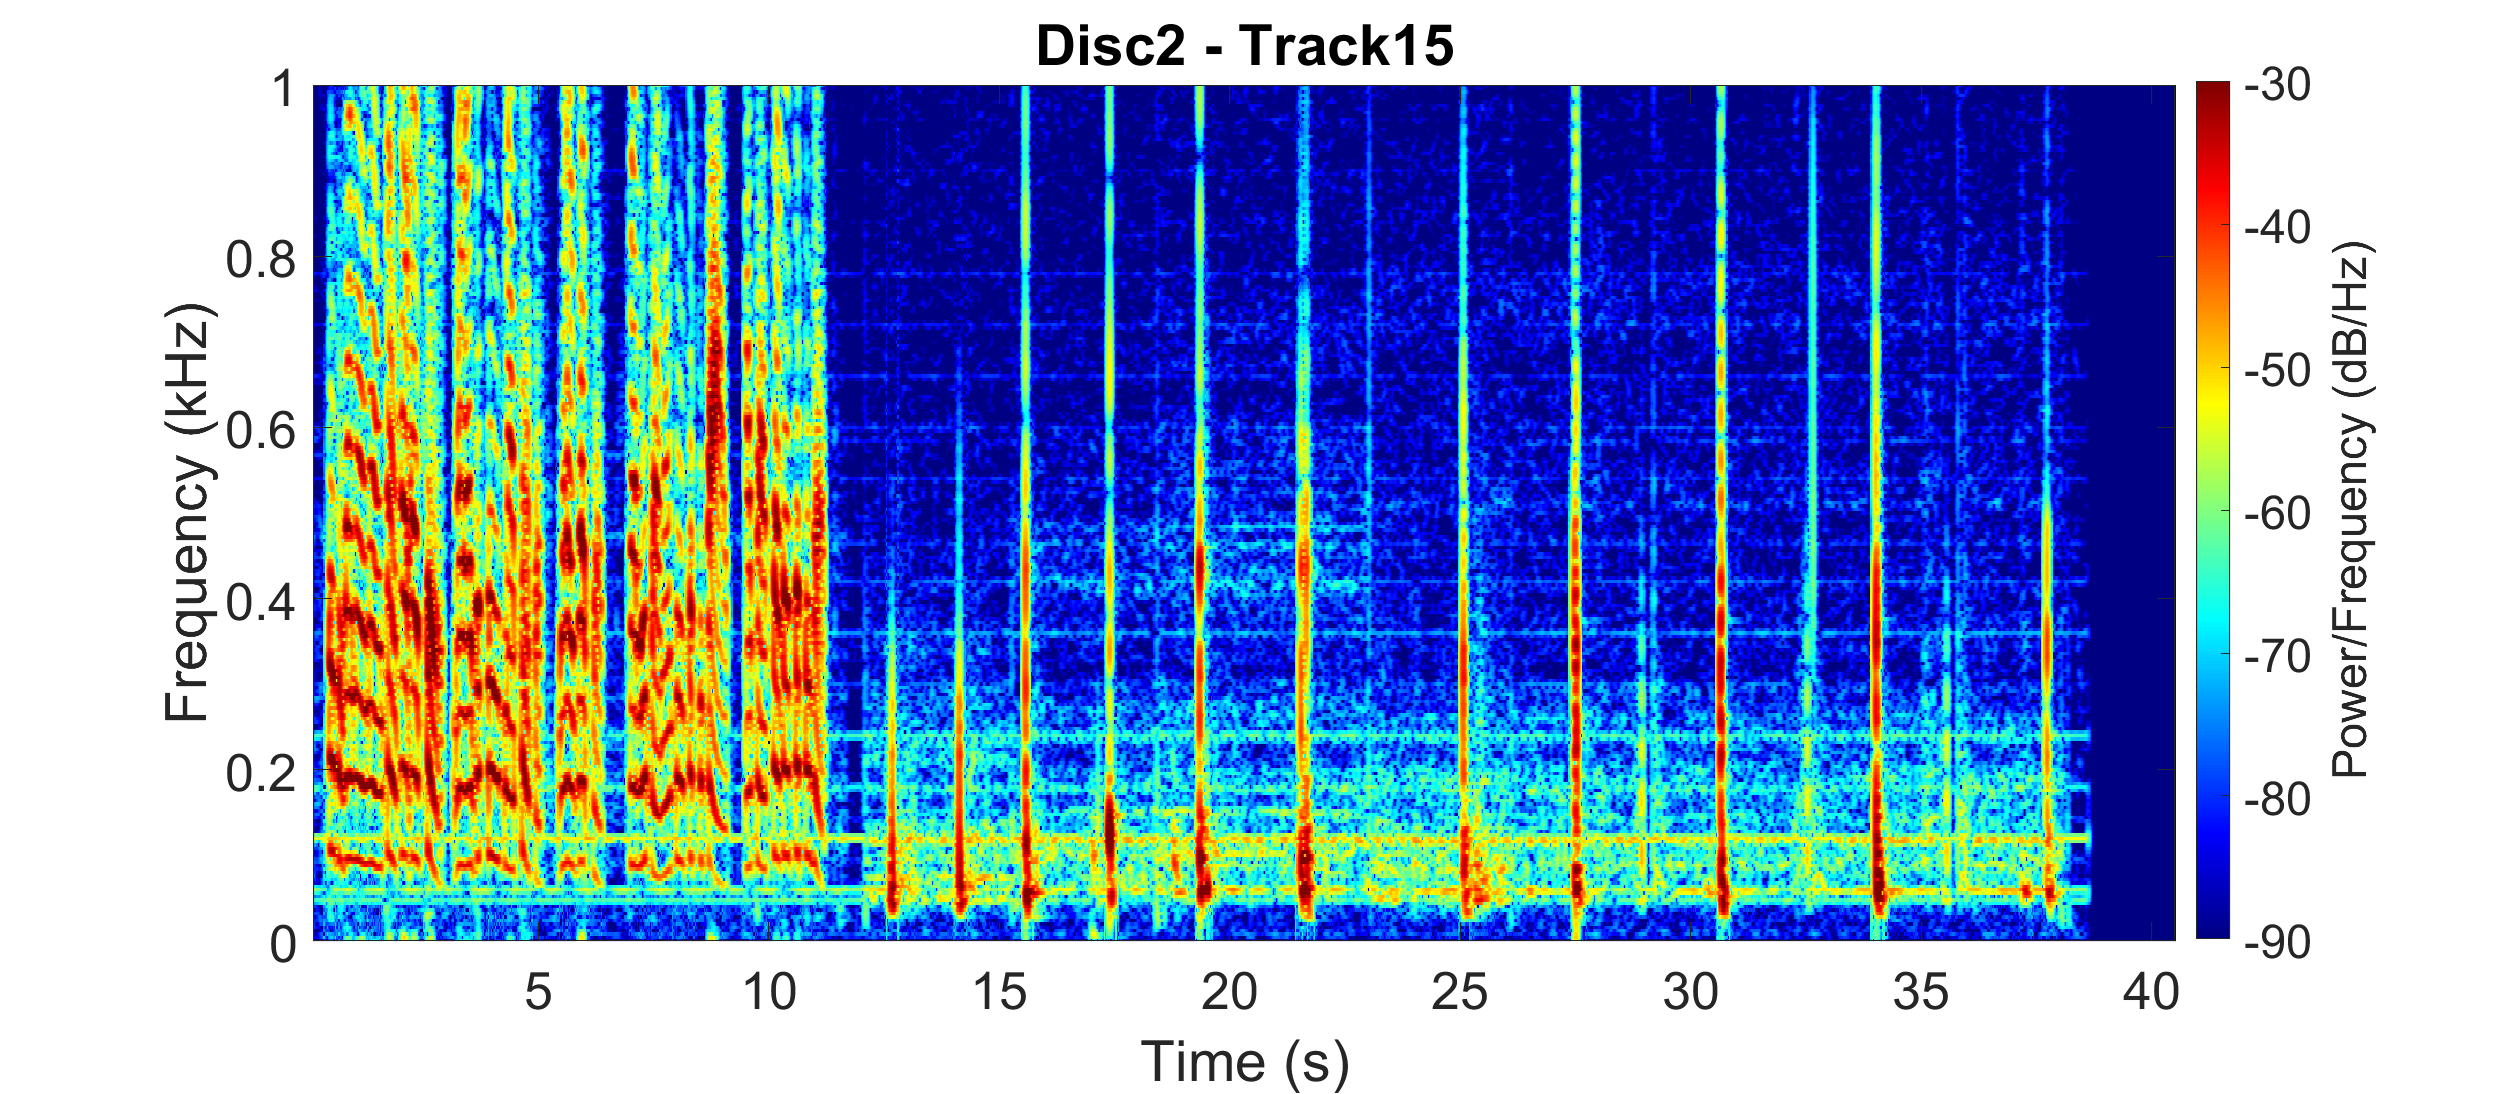 Disc2 - Track15
1
0.8
0.6
0.4
0.2
0
Frequency (kHz)
5 10 15 20 25 30 35 40
Time (s)
-30
-40
-50
-60
-70
-80
-90
Power/Frequency (dB/Hz)